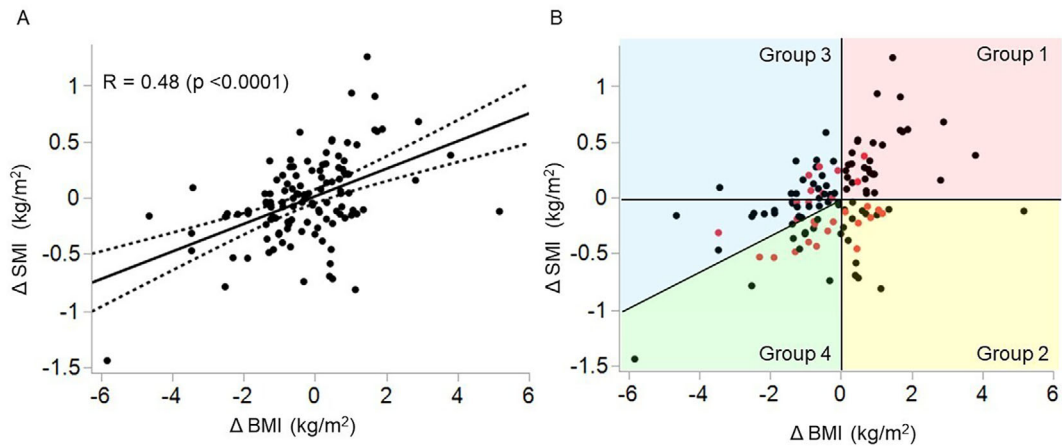 A
R = 0.48 (p <0.0001)
1
0.5
0
-0.5
-1
-1.5
Δ SMI (kg/m²)
-6 -4 -2 0 2 4 6
Δ BMI (kg/m²)
B
Group 3 Group 1
1
0.5
0
-0.5
-1
-1.5
Δ SMI (kg/m²)
Group 4 Group 2
-6 -4 -2 0 2 4 6
Δ BMI (kg/m²)